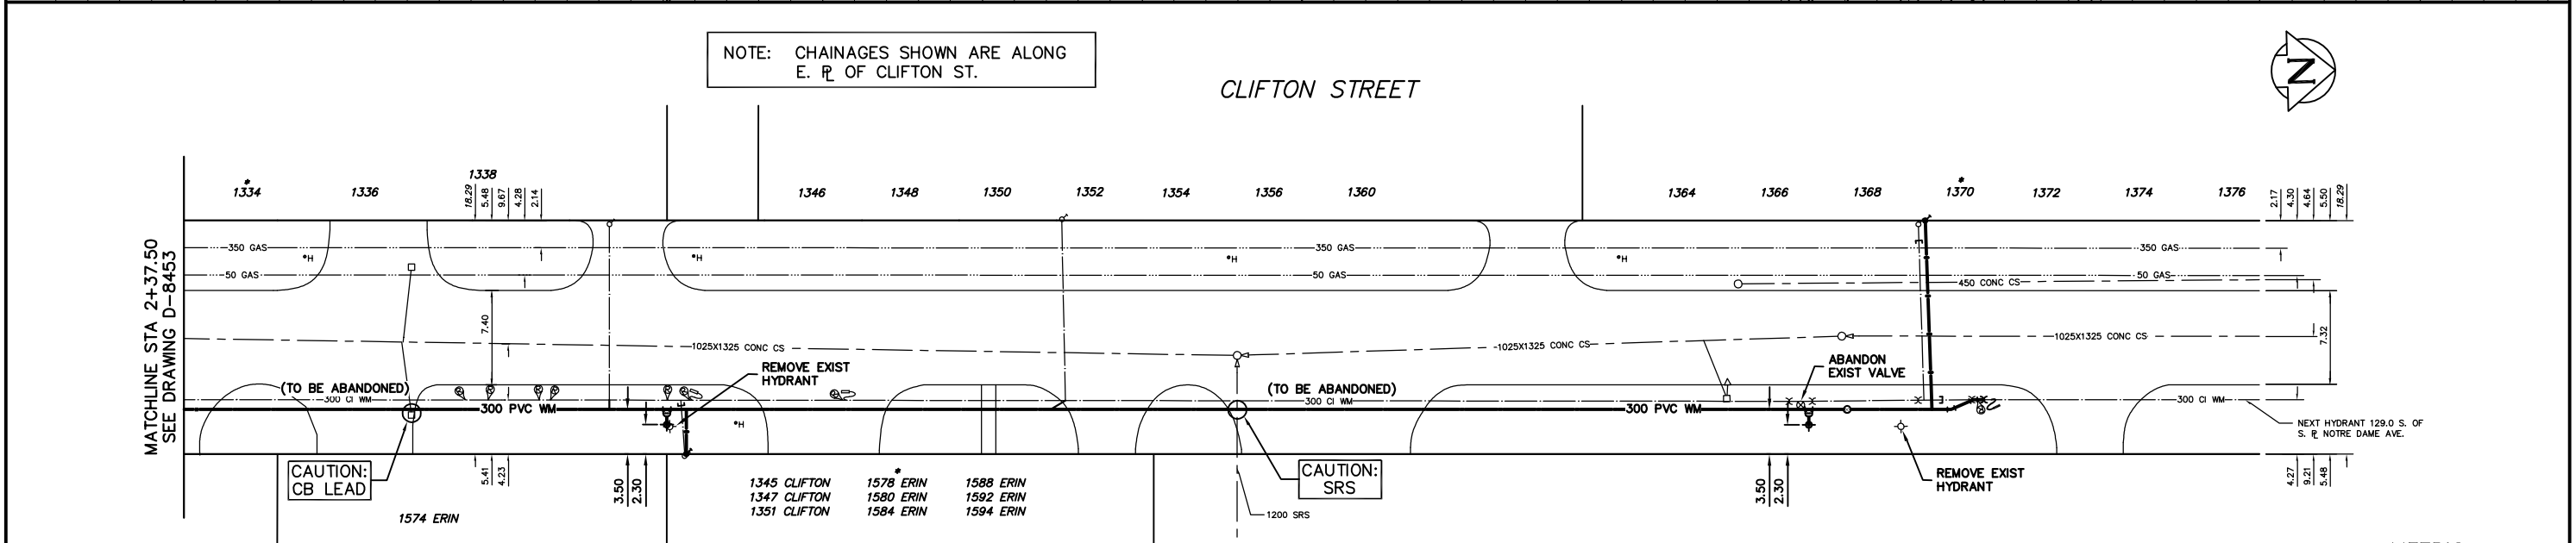 NOTE: CHAINAGES SHOWN ARE ALONG
E. ℄ OF CLIFTON ST.
CLIFTON STREET
N
* 1334
1336
1338
18.29
5.48
9.67
4.28
2.14
1346
1348
1350
1352
1354
1356
1360
1364
1366
1368
* 1370
1372
1374
1376
2.17
4.30
4.64
5.50
18.29
MATCHLINE STA 2+37.50
SEE DRAWING D-8453
350 GAS
350 GAS
350 GAS
°H
°H
°H
°H
50 GAS
50 GAS
50 GAS
450 CONC CS
7.40
7.32
1025X1325 CONC CS
1025X1325 CONC CS
1025X1325 CONC CS
REMOVE EXIST
HYDRANT
ABANDON
EXIST VALVE
(TO BE ABANDONED)
(TO BE ABANDONED)
300 CI WM
300 CI WM
300 CI WM
300 PVC WM
300 PVC WM
°H
NEXT HYDRANT 129.0 S. OF
S. ℄ NOTRE DAME AVE.
CAUTION:
CB LEAD
5.41
4.23
3.50
2.30
CAUTION:
SRS
3.50
2.30
REMOVE EXIST
HYDRANT
4.27
9.21
5.48
1345 CLIFTON
1347 CLIFTON
1351 CLIFTON
* 1578 ERIN
1580 ERIN
1584 ERIN
1588 ERIN
1592 ERIN
1594 ERIN
1574 ERIN
1200 SRS